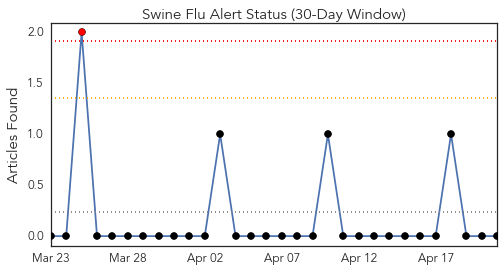 Swine Flu Alert Status (30-Day Window)
Articles Found
2.0
1.5
1.0
0.5
0.0
Mar 23 Mar 28 Apr 02 Apr 07 Apr 12 Apr 17